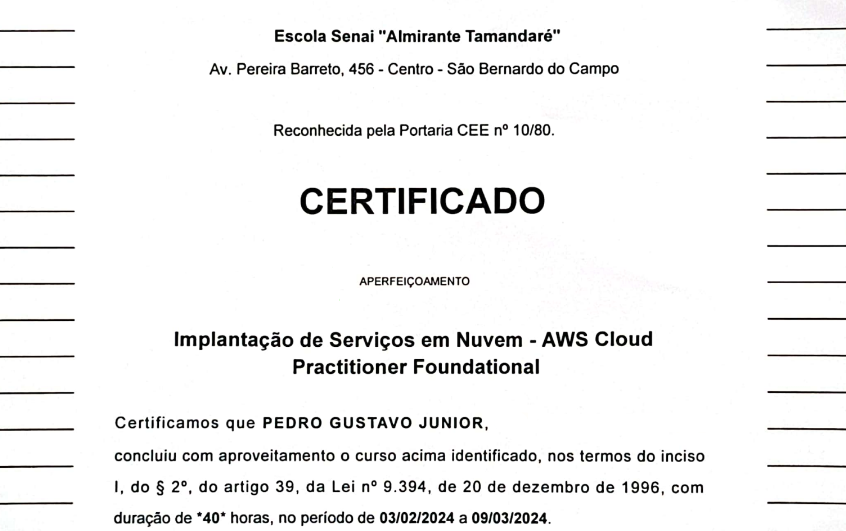 Escola Senai "Almirante Tamandaré"
Av. Pereira Barreto, 456 - Centro - São Bernardo do Campo
Reconhecida pela Portaria CEE nº 10/80.
CERTIFICADO
APERFEIÇOAMENTO
Implantação de Serviços em Nuvem - AWS Cloud
Practitioner Foundational
Certificamos que PEDRO GUSTAVO JUNIOR,
concluiu com aproveitamento o curso acima identificado, nos termos do inciso
I, do § 2º, do artigo 39, da Lei nº 9.394, de 20 de dezembro de 1996, com
duração de *40* horas, no período de 03/02/2024 a 09/03/2024.